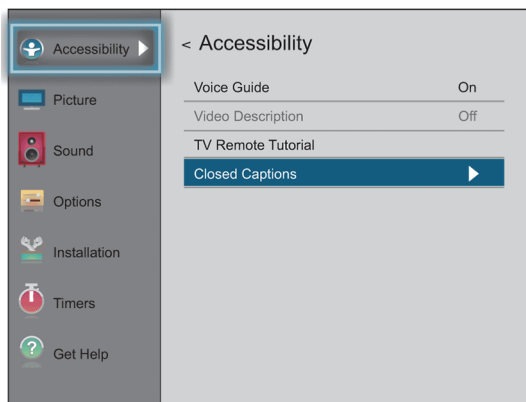 Accessibility
Picture
Sound
Options
Installation
Timers
? Get Help
< Accessibility
Voice Guide On
Video Description Off
TV Remote Tutorial
Closed Captions